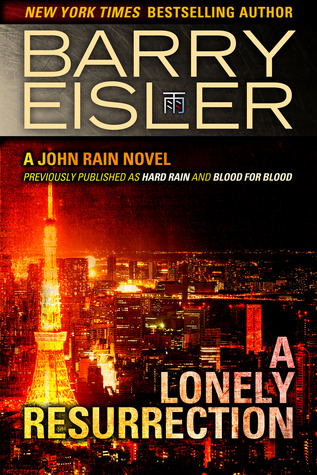 NEW YORK TIMES BESTSELLING AUTHOR
BARRY
EISLER
雨
A JOHN RAIN NOVEL
PREVIOUSLY PUBLISHED AS HARD RAIN AND BLOOD FOR BLOOD
A
LONELY
RESURRECTION